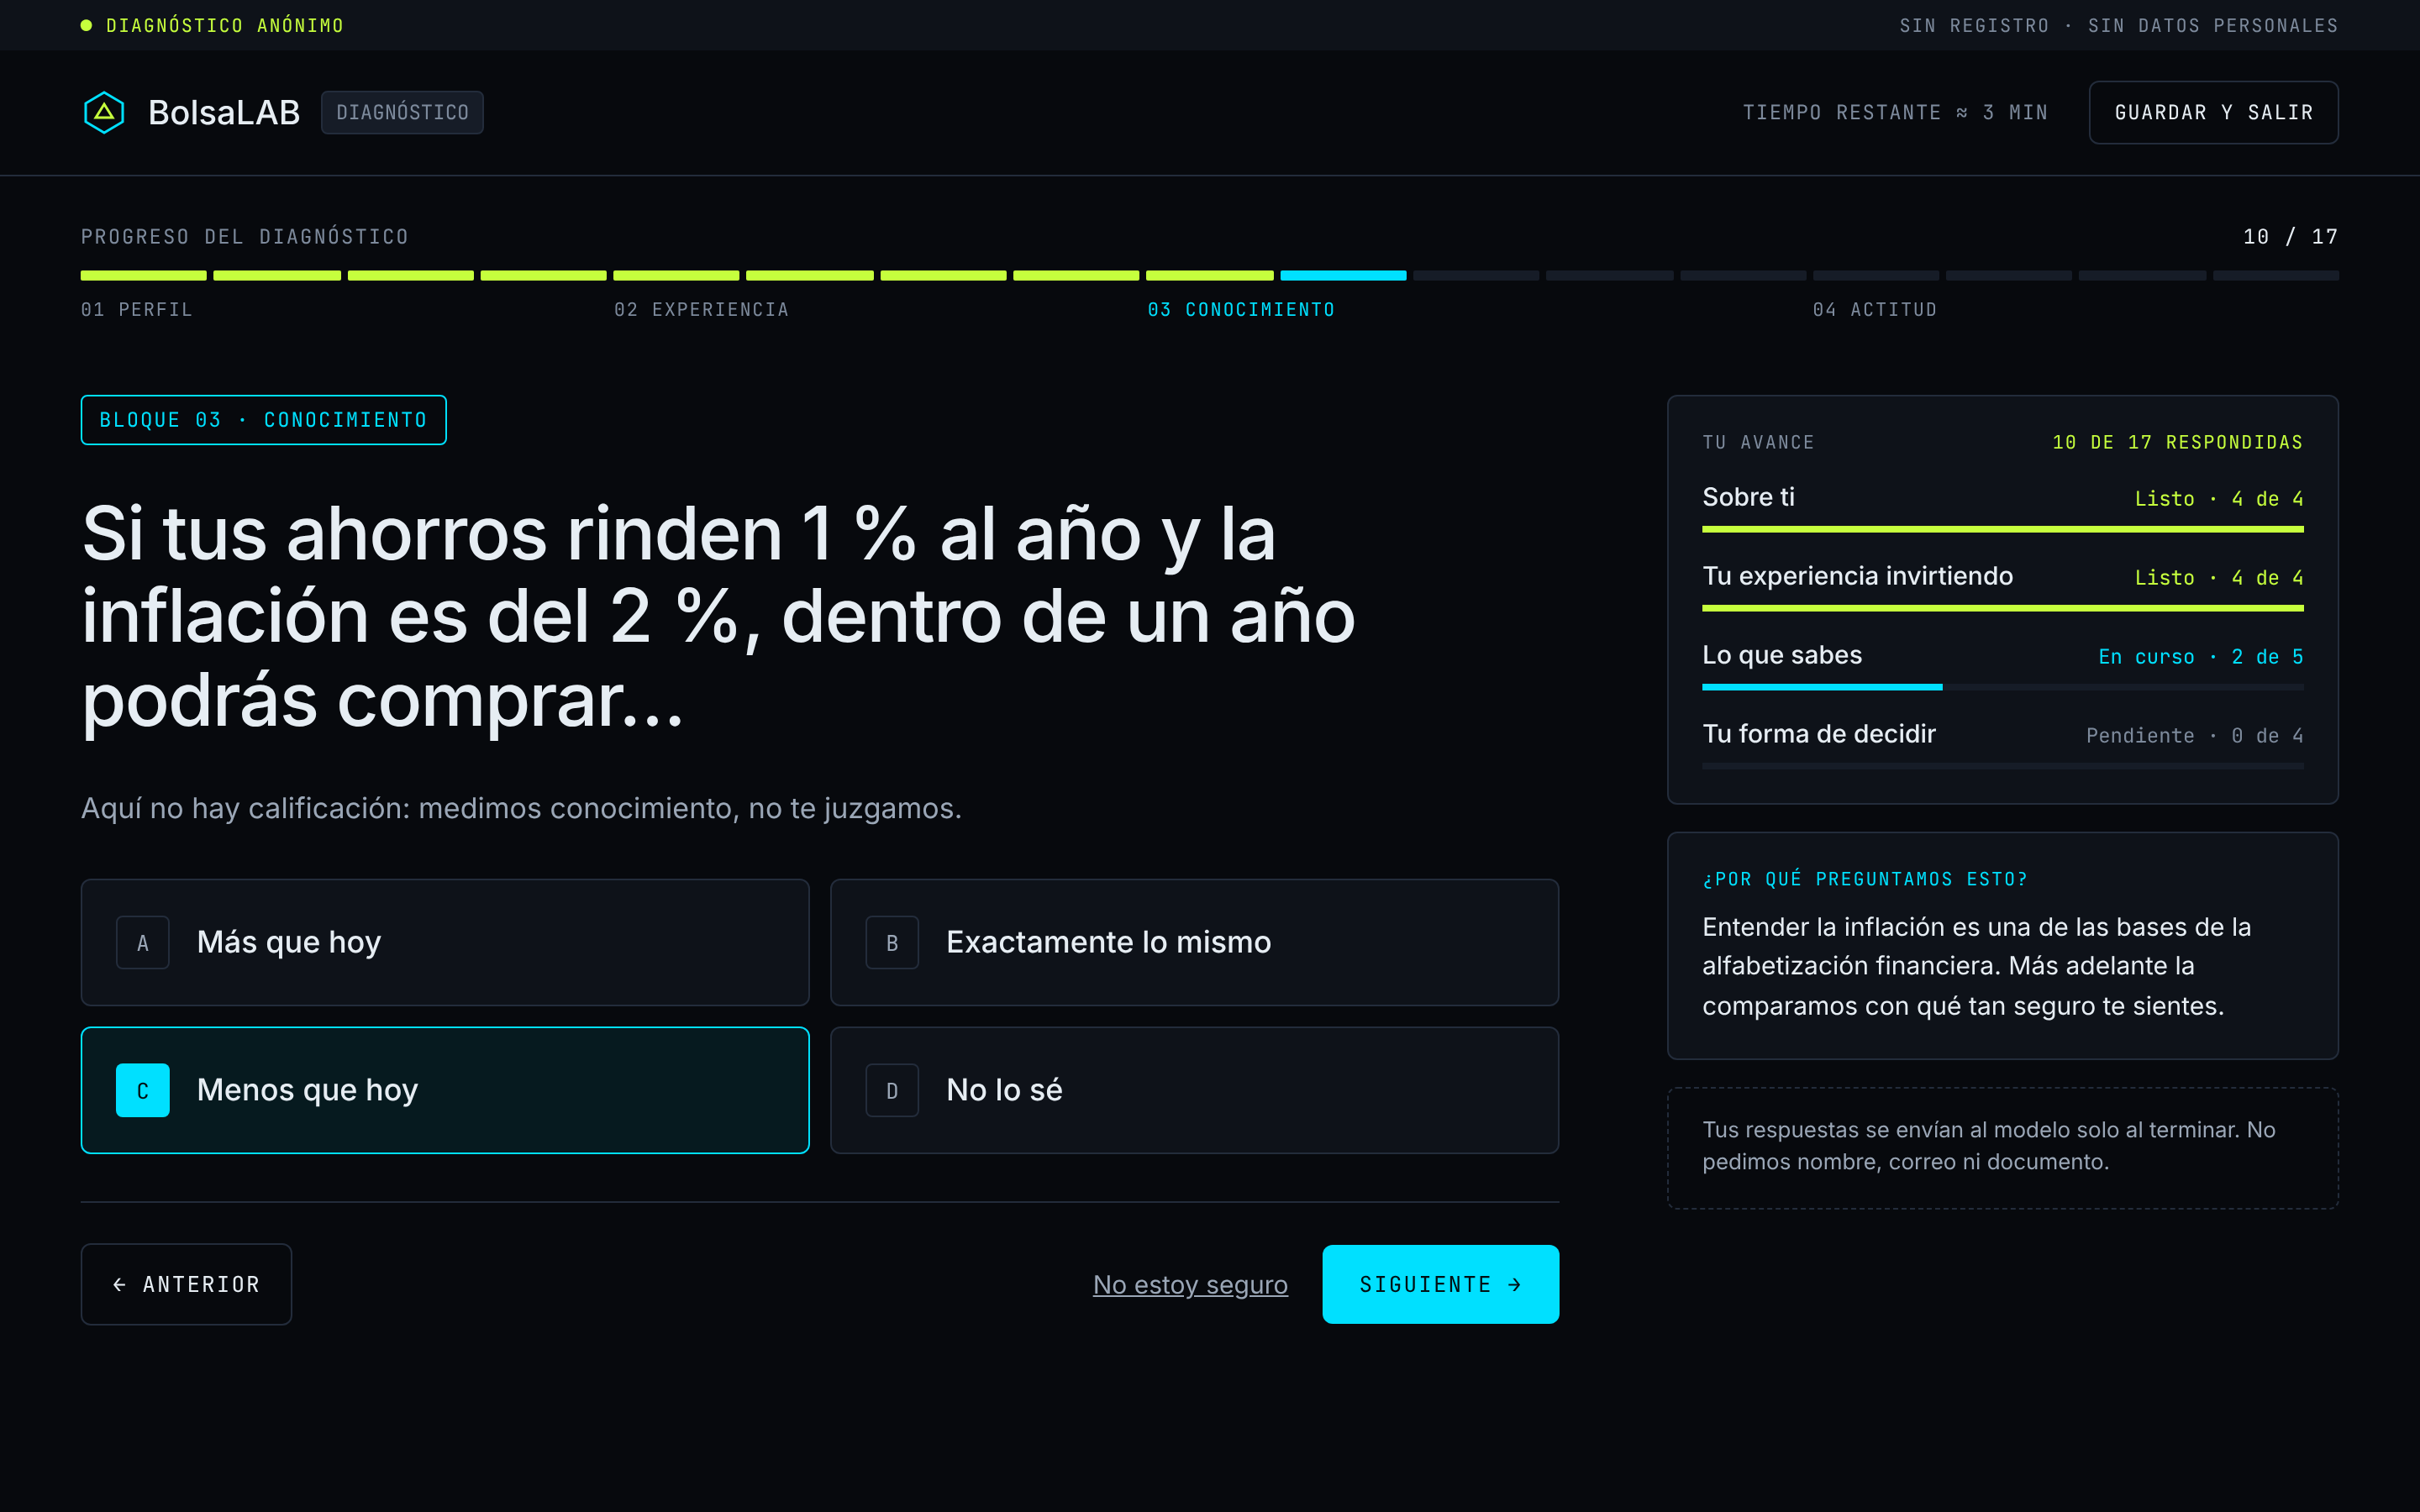 DIAGNÓSTICO ANÓNIMO
SIN REGISTRO · SIN DATOS PERSONALES
BolsaLAB
DIAGNÓSTICO
TIEMPO RESTANTE ≈ 3 MIN
GUARDAR Y SALIR
PROGRESO DEL DIAGNÓSTICO
10 / 17
01 PERFIL
02 EXPERIENCIA
03 CONOCIMIENTO
04 ACTITUD
BLOQUE 03 · CONOCIMIENTO
Si tus ahorros rinden 1 % al año y la
inflación es del 2 %, dentro de un año
podrás comprar...
Aquí no hay calificación: medimos conocimiento, no te juzgamos.
A Más que hoy
B Exactamente lo mismo
C Menos que hoy
D No lo sé
← ANTERIOR
No estoy seguro
SIGUIENTE →
TU AVANCE
10 DE 17 RESPONDIDAS
Sobre ti
Listo · 4 de 4
Tu experiencia invirtiendo
Listo · 4 de 4
Lo que sabes
En curso · 2 de 5
Tu forma de decidir
Pendiente · 0 de 4
¿POR QUÉ PREGUNTAMOS ESTO?
Entender la inflación es una de las bases de la
alfabetización financiera. Más adelante la
comparamos con qué tan seguro te sientes.
Tus respuestas se envían al modelo solo al terminar. No
pedimos nombre, correo ni documento.